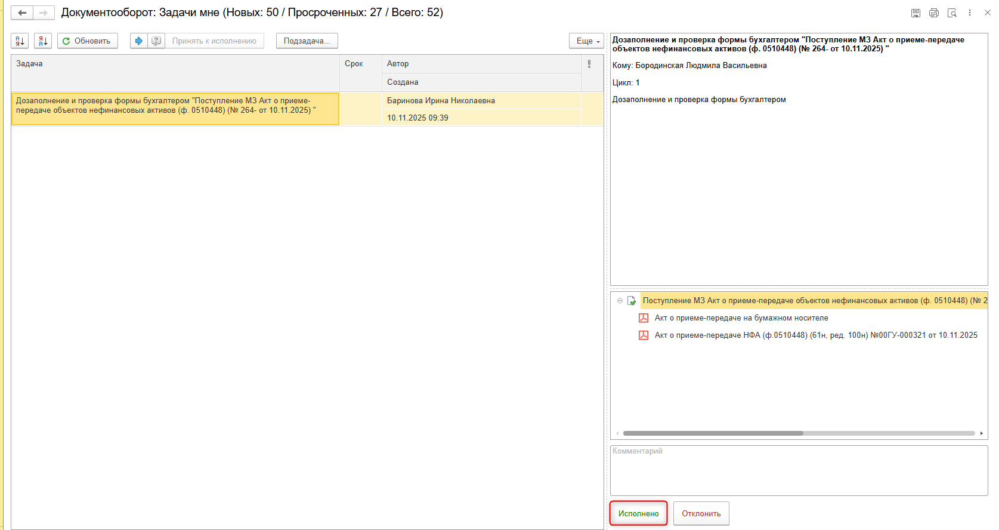 Документооборот: Задачи мне (Новых: 50 / Просроченных: 27 / Всего: 52)
Обновить
Принять к исполнению
Подзадача...
Еще
Задача
Срок
Автор
Создана
Дозаполнение и проверка формы бухгалтером "Поступление МЗ Акт о приеме-
передаче объектов нефинансовых активов (ф. 0510448) (№ 264- от 10.11.2025) "
Баринова Ирина Николаевна
10.11.2025 09:39
Дозаполнение и проверка формы бухгалтером "Поступление МЗ Акт о приеме-передаче
объектов нефинансовых активов (ф. 0510448) (№ 264- от 10.11.2025) "
Кому: Бородинская Людмила Васильевна
Цикл: 1
Дозаполнение и проверка формы бухгалтером
Поступление МЗ Акт о приеме-передаче объектов нефинансовых активов (ф. 0510448) (№ 2
Акт о приеме-передаче на бумажном носителе
Акт о приеме-передаче НФА (ф.0510448) (61н, ред. 100н) №00ГУ-000321 от 10.11.2025
Комментарий
Исполнено
Отклонить